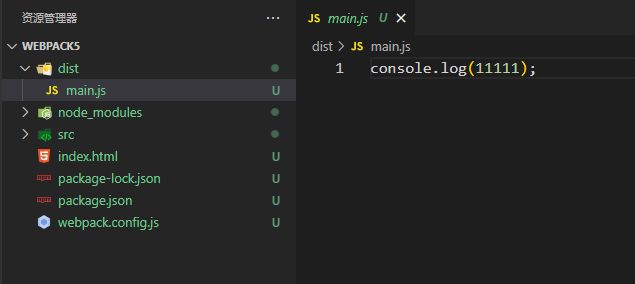 资源管理器
WEBPACK5
dist
JS main.js U
node_modules
src
index.html U
package-lock.json U
package.json U
webpack.config.js U
JS main.js U
dist > JS main.js
1 console.log(11111);